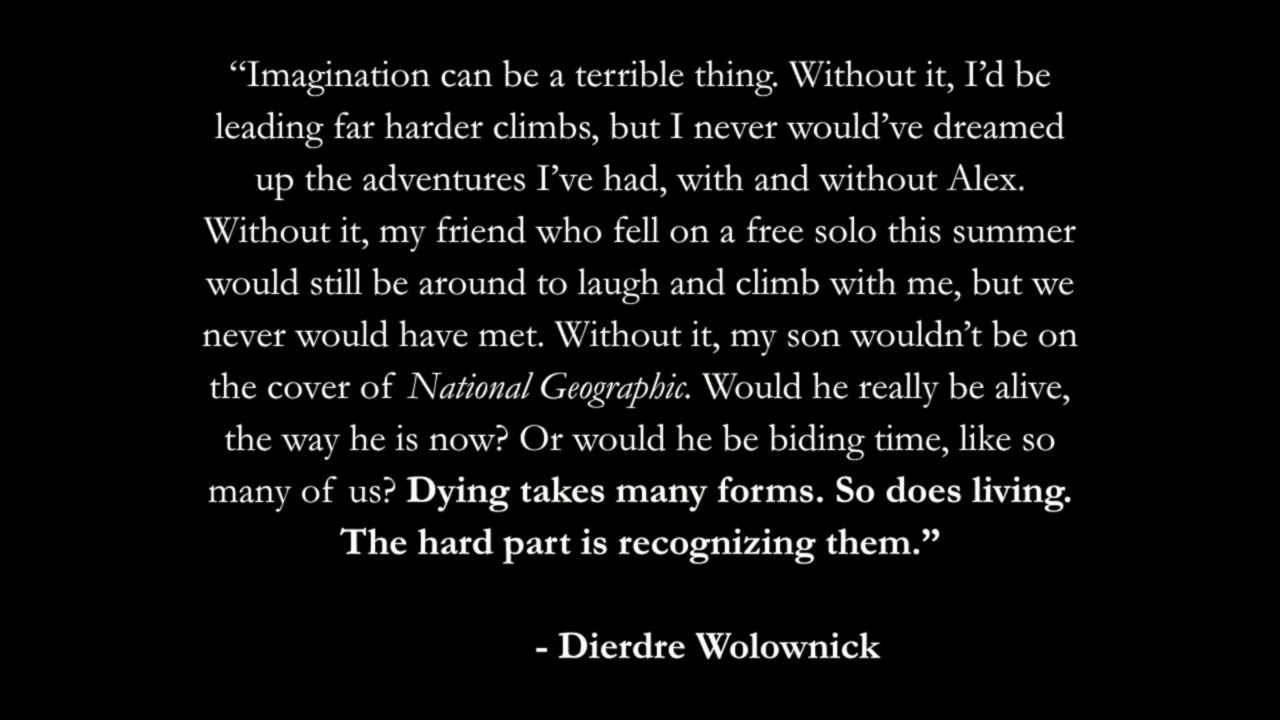 “Imagination can be a terrible thing. Without it, I’d be
leading far harder climbs, but I never would’ve dreamed
up the adventures I’ve had, with and without Alex.
Without it, my friend who fell on a free solo this summer
would still be around to laugh and climb with me, but we
never would have met. Without it, my son wouldn’t be on
the cover of National Geographic. Would he really be alive,
the way he is now? Or would he be biding time, like so
many of us? Dying takes many forms. So does living.
The hard part is recognizing them.”
- Dierdre Wolownick